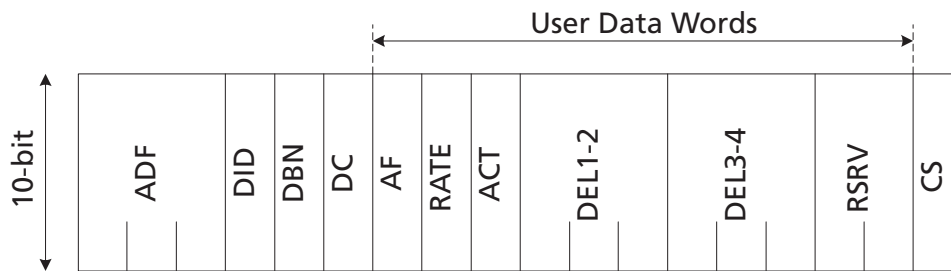 User Data Words
10-bit
ADF
DID
DBN
DC
AF
RATE
ACT
DEL1-2
DEL3-4
RSRV
CS